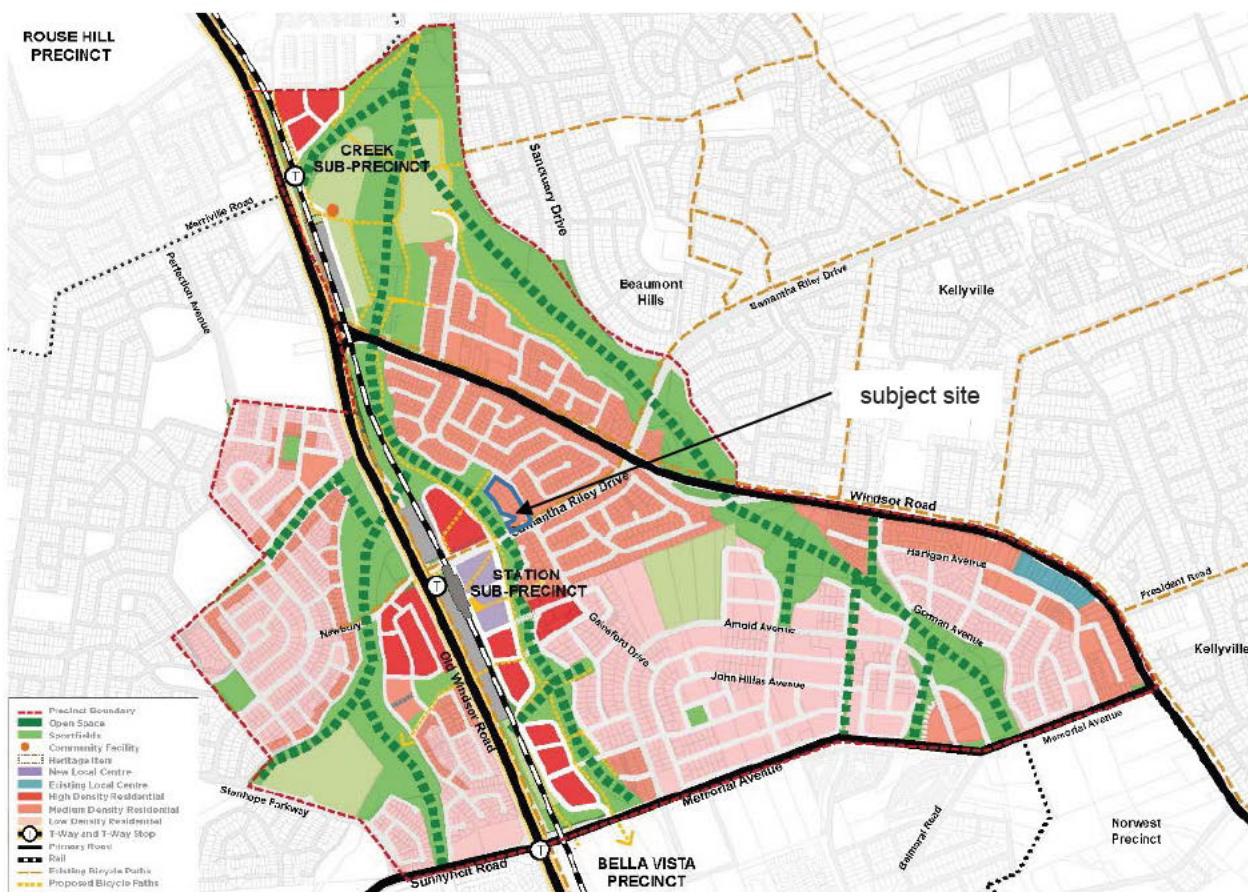 ROUSE HILL
PRECINCT
CREEK
SUB-PRECINCT
T
Merriville Road
Perfection Avenue
Sanctuary Drive
Beaumont
Hills
Samantha Riley Drive
Kellyville
subject site
Samantha Riley Drive
Windsor Road
STATION
SUB-PRECINCT
T
Hartigan Avenue
President Road
Newbury
Old Windsor Road
Gainsford Drive
Arnold Avenue
Gorman Avenue
John Hillas Avenue
Kellyville
Memorial Avenue
Memorial Avenue
Stanhope Parkway
Sunnyholt Road
T
BELLA VISTA
PRECINCT
Balmoral Road
Norwest
Precinct
Precinct Boundary
Open Space
Sportfields
Community Facility
Heritage Item
New Local Centre
Existing Local Centre
High Density Residential
Medium Density Residential
Low Density Residential
T T-Way and T-Way Stop
Primary Road
Rail
Existing Bicycle Paths
Proposed Bicycle Paths